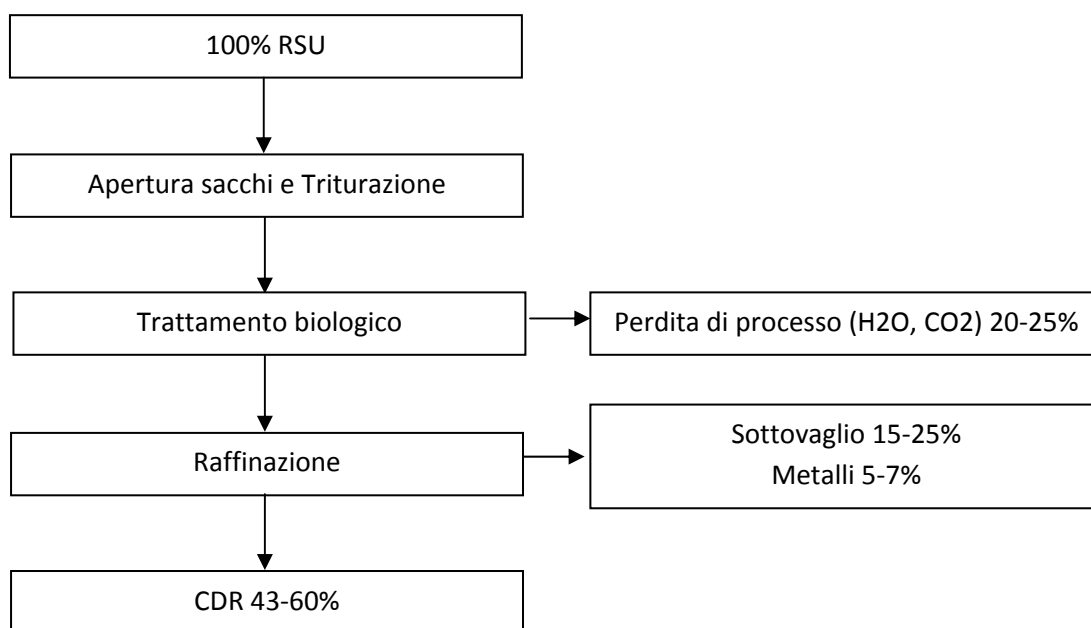 100% RSU
Apertura sacchi e Triturazione
Trattamento biologico
Perdita di processo (H2O, CO2) 20-25%
Raffinazione
Sottovaglio 15-25%
Metalli 5-7%
CDR 43-60%